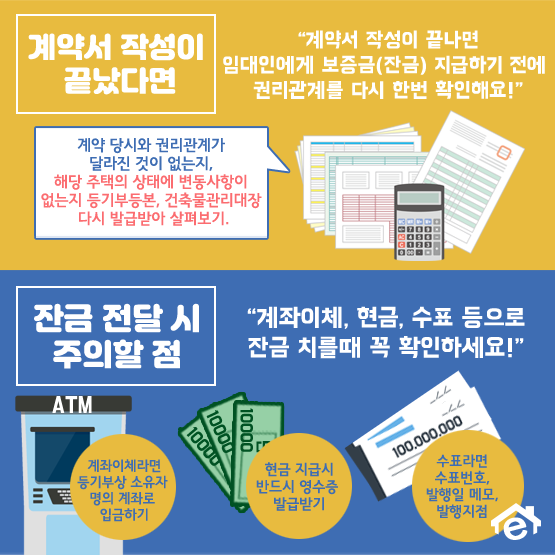 계약서 작성이
끝났다면
“계약서 작성이 끝나면
임대인에게 보증금(잔금) 지급하기 전에
권리관계를 다시 한번 확인해요!”
계약 당시와 권리관계가
달라진 것이 없는지,
해당 주택의 상태에 변동사항이
없는지 등기부등본, 건축물관리대장
다시 발급받아 살펴보기.
잔금 전달 시
주의할 점
“계좌이체, 현금, 수표 등으로
잔금 치를때 꼭 확인하세요!”
ATM
계좌이체라면
등기부상 소유자
명의 계좌로
입금하기
10000
10000
10000
현금 지급시
반드시 영수증
발급받기
100,000,000
수표라면
수표번호,
발행일 메모,
발행지점
e